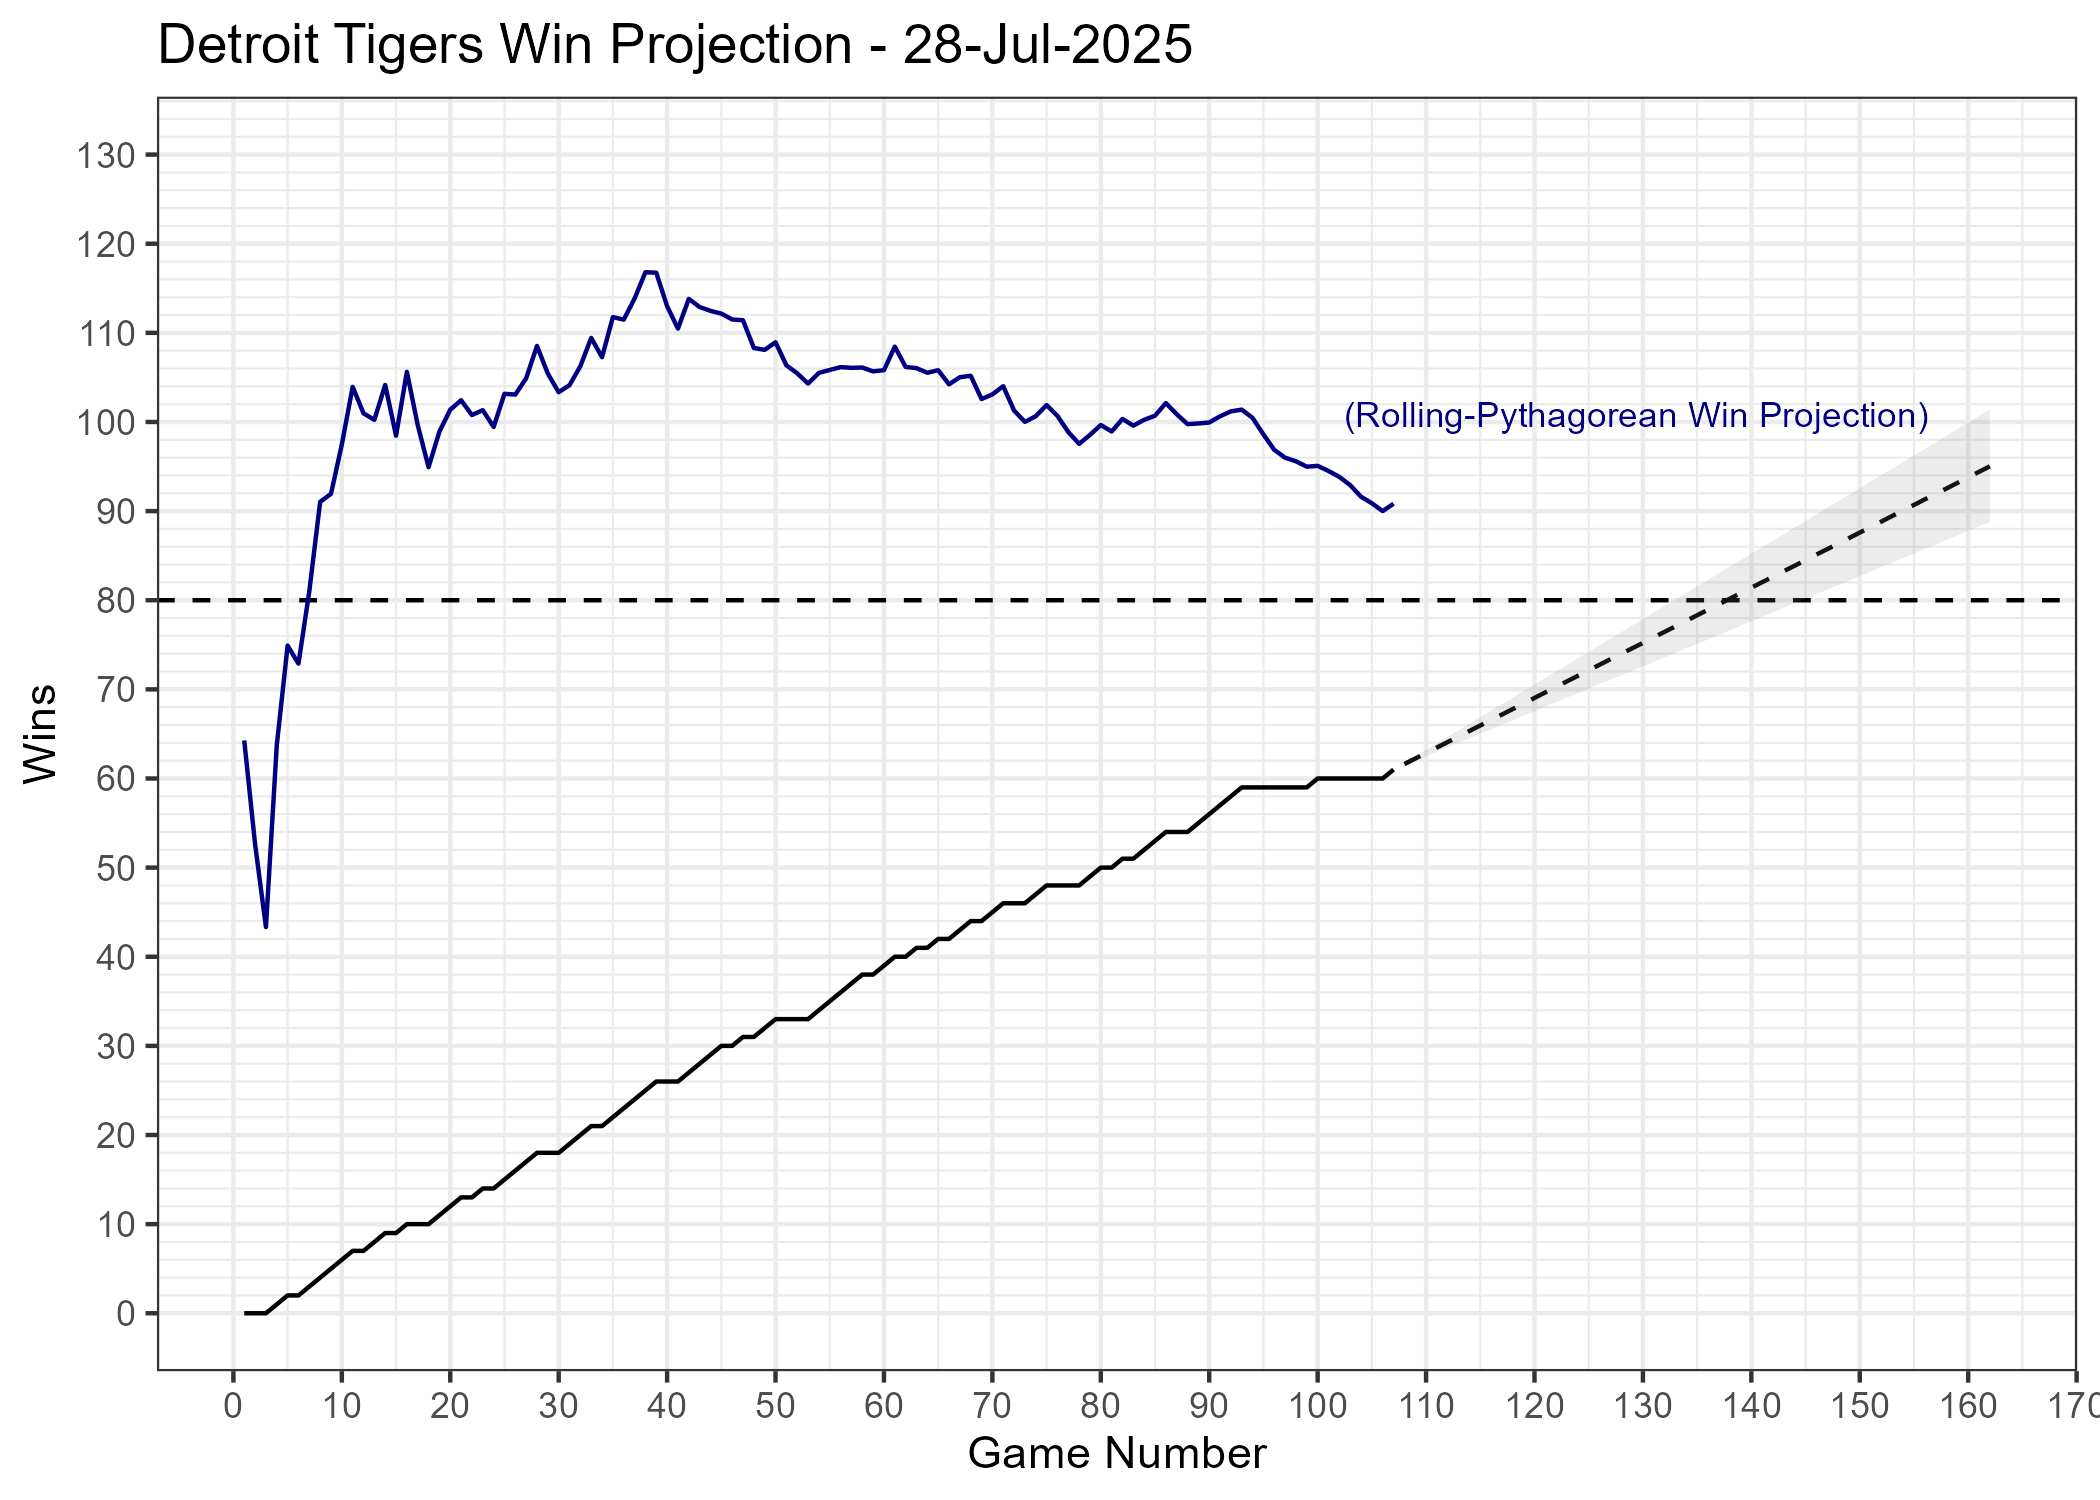 Detroit Tigers Win Projection - 28-Jul-2025
130
120
110
100
90
80
70
60
50
40
30
20
10
0
Wins
(Rolling-Pythagorean Win Projection)
0 10 20 30 40 50 60 70 80 90 100 110 120 130 140 150 160 170
Game Number